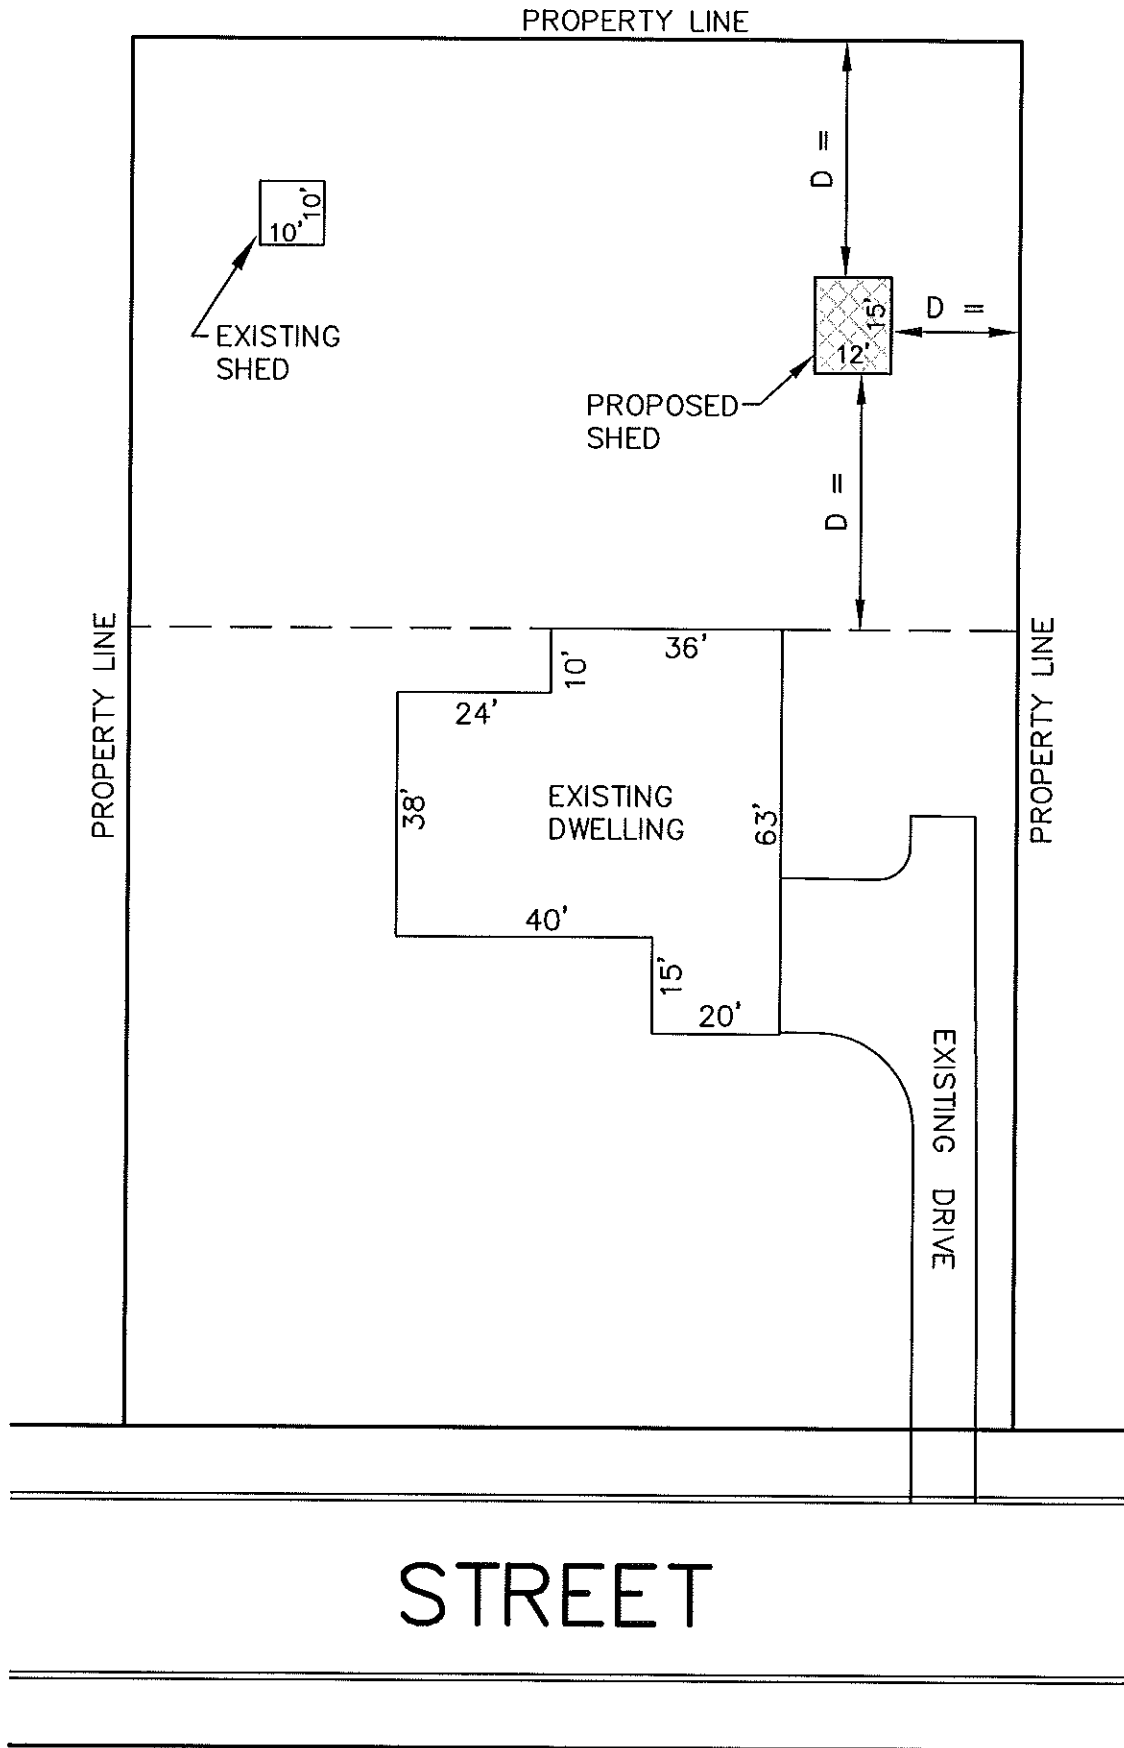 PROPERTY LINE
D =
10'
10'
EXISTING
SHED
15'
12'
D =
PROPOSED
SHED
D =
PROPERTY LINE
PROPERTY LINE
36'
10'
24'
38'
EXISTING
DWELLING
63'
40'
15'
20'
EXISTING DRIVE
STREET